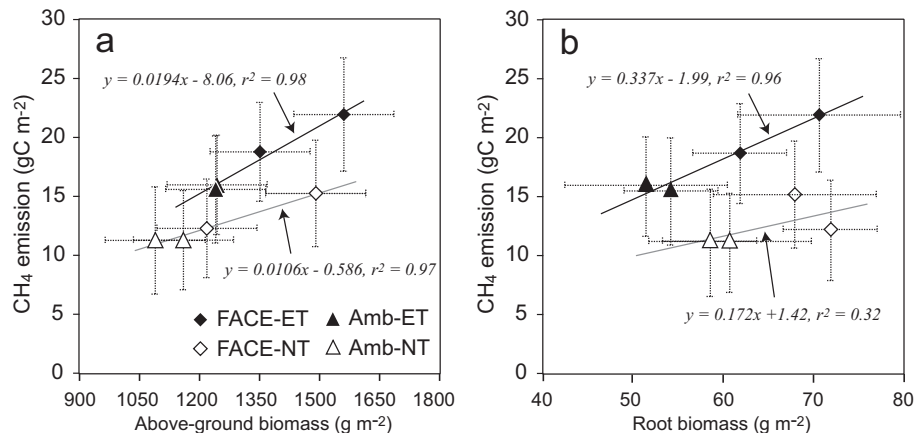 a
y = 0.0194x - 8.06, r² = 0.98
y = 0.0106x - 0.586, r² = 0.97
CH₄ emission (gC m-²)
30
25
20
15
10
5
0
FACE-ET
Amb-ET
FACE-NT
Amb-NT
900 1050 1200 1350 1500 1650 1800
Above-ground biomass (g m-²)
b
y = 0.337x - 1.99, r² = 0.96
y = 0.172x +1.42, r² = 0.32
CH₄ emission (gC m-²)
30
25
20
15
10
5
0
40 50 60 70 80
Root biomass (g m-²)